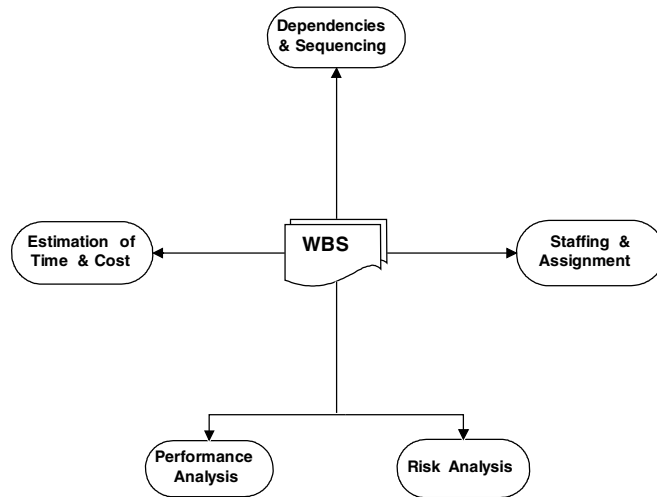 Dependencies
& Sequencing
Estimation of
Time & Cost
WBS
Staffing &
Assignment
Performance
Analysis
Risk Analysis